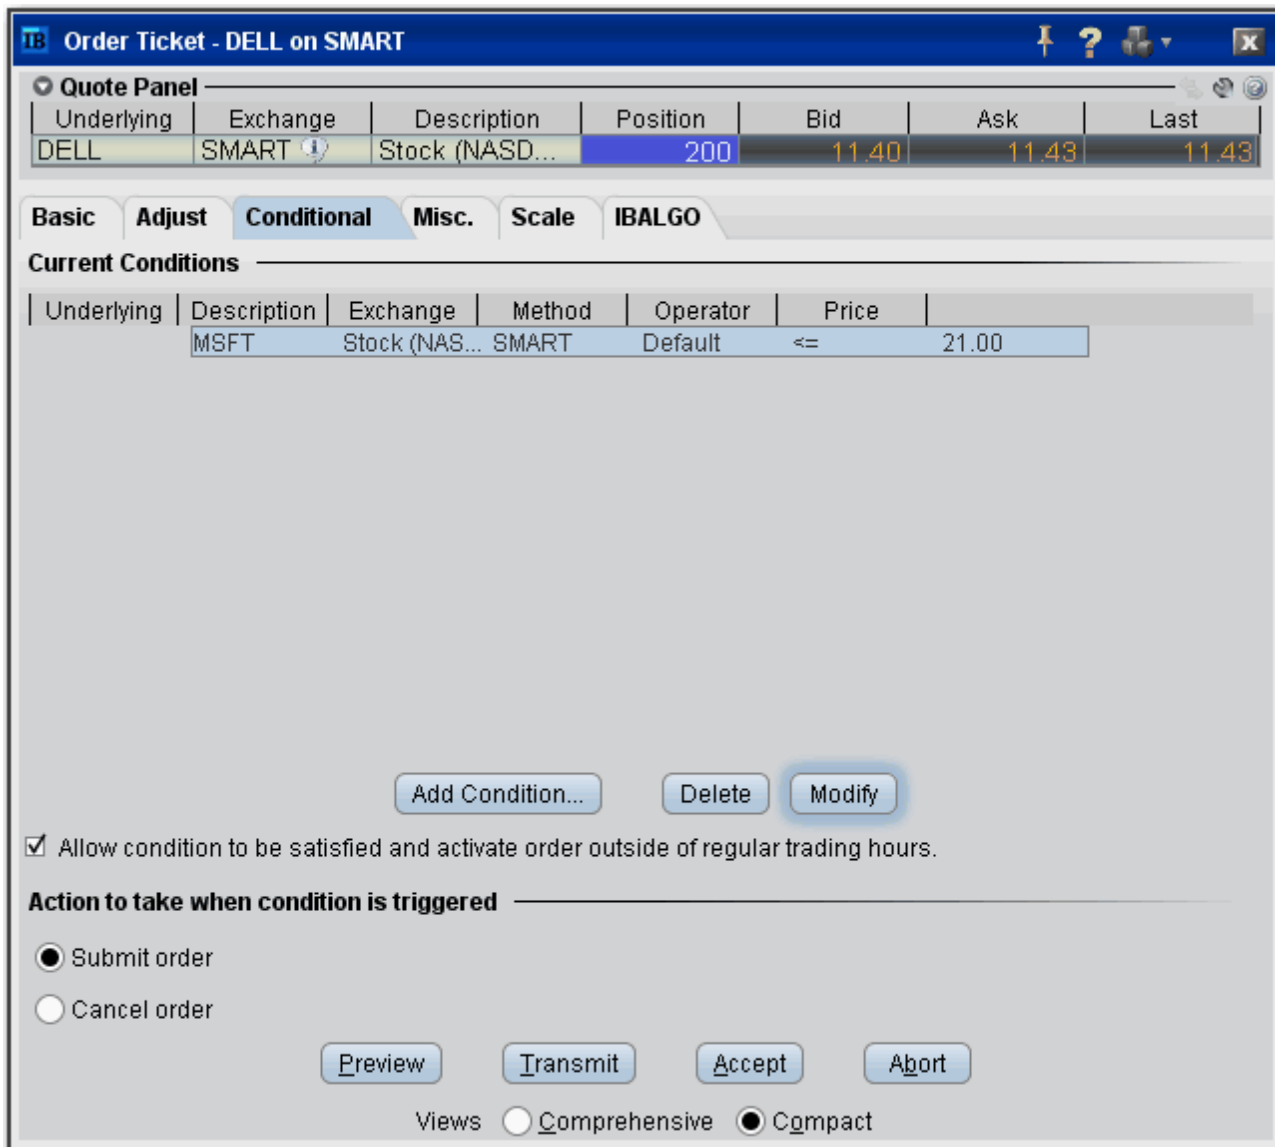 IB Order Ticket - DELL on SMART ?
Quote Panel
Underlying Exchange Description Position Bid Ask Last
DELL SMART Stock (NASD... 200 11.40 11.43 11.43
Basic Adjust Conditional Misc. Scale IBALGO
Current Conditions
Underlying Description Exchange Method Operator Price
MSFT Stock (NAS... SMART Default <= 21.00
Add Condition... Delete Modify
Allow condition to be satisfied and activate order outside of regular trading hours.
Action to take when condition is triggered
Submit order
Cancel order
Preview Transmit Accept Abort
Views Comprehensive Compact